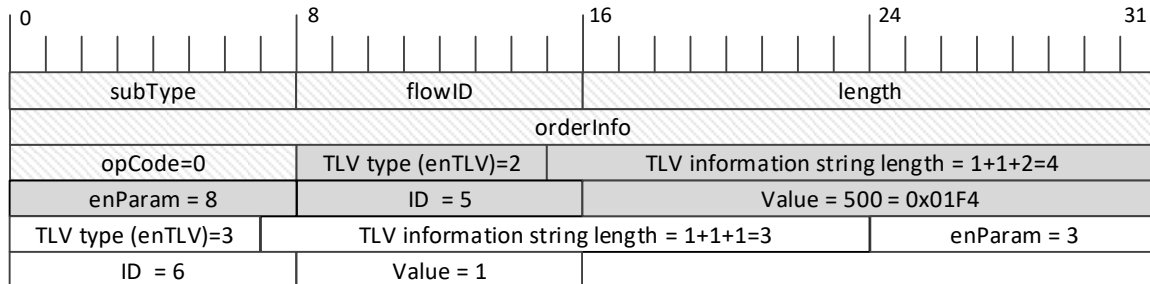 0 8 16 24 31
subType flowID length
orderInfo
opCode=0 TLV type (enTLV)=2 TLV information string length = 1+1+2=4
enParam = 8 ID = 5 Value = 500 = 0x01F4
TLV type (enTLV)=3 TLV information string length = 1+1+1=3 enParam = 3
ID = 6 Value = 1